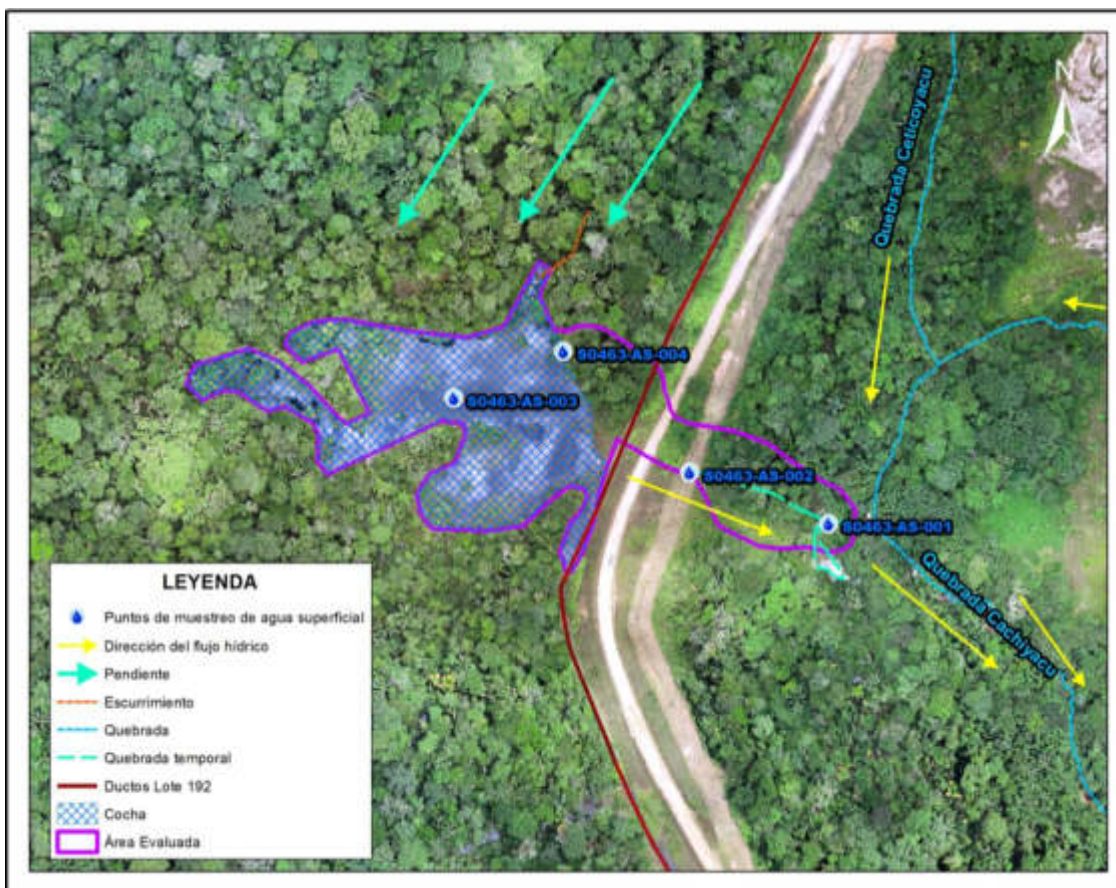 N
Quebrada Ceticoyacu
S0463-AS-004
S0463-AS-003
S0463-AS-002
S0463-AS-001
Quebrada Cachiyacu
LEYENDA
Puntos de muestreo de agua superficial
Dirección del flujo hídrico
Pendiente
Escurrimiento
Quebrada
Quebrada temporal
Ductos Lote 192
Cocha
Área Evaluada